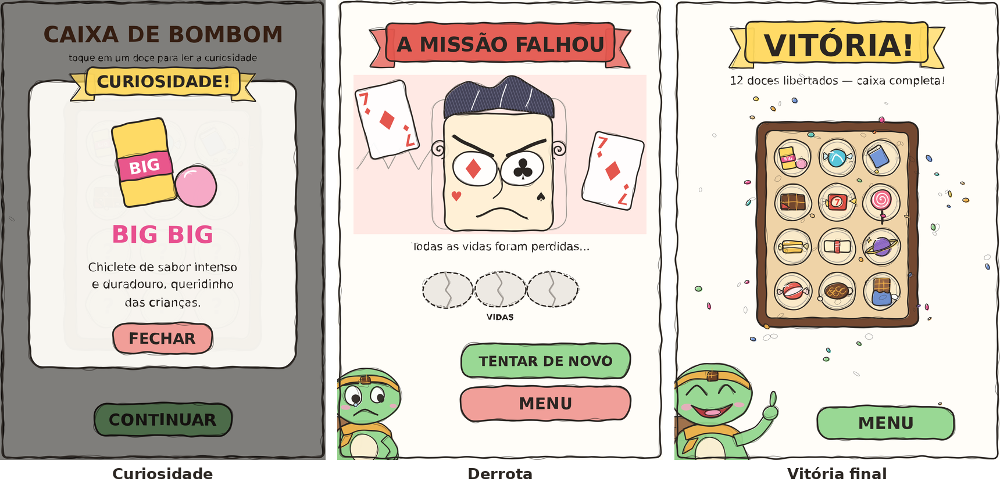 CAIXA DE BOMBOM
toque em um doce para ler a curiosidade
CURIOSIDADE!
BIG
BIG BIG
Chiclete de sabor intenso
e duradouro, queridinho
das crianças.
FECHAR
CONTINUAR
Curiosidade
A MISSÃO FALHOU
7
7
7
7
Todas as vidas foram perdidas...
VIDAS
TENTAR DE NOVO
MENU
Derrota
VITÓRIA!
12 doces libertados — caixa completa!
BIG
7
MENU
Vitória final